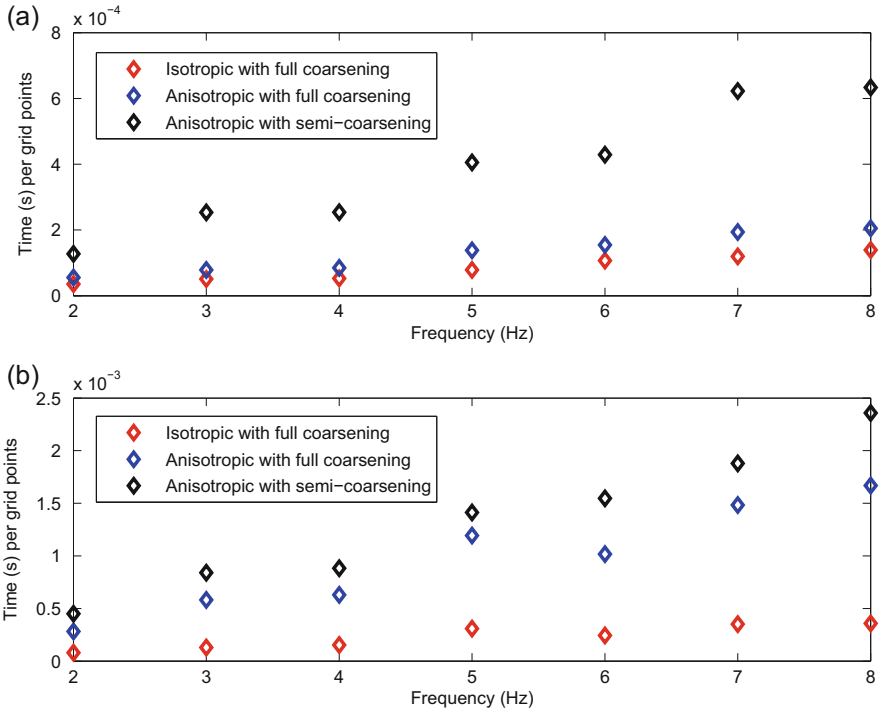 (a)
x 10⁻⁴
8
6
4
2
0
Time (s) per grid points
Isotropic with full coarsening
Anisotropic with full coarsening
Anisotropic with semi−coarsening
2 3 4 5 6 7 8
Frequency (Hz)
(b)
x 10⁻³
2.5
2
1.5
1
0.5
0
Time (s) per grid points
Isotropic with full coarsening
Anisotropic with full coarsening
Anisotropic with semi−coarsening
2 3 4 5 6 7 8
Frequency (Hz)